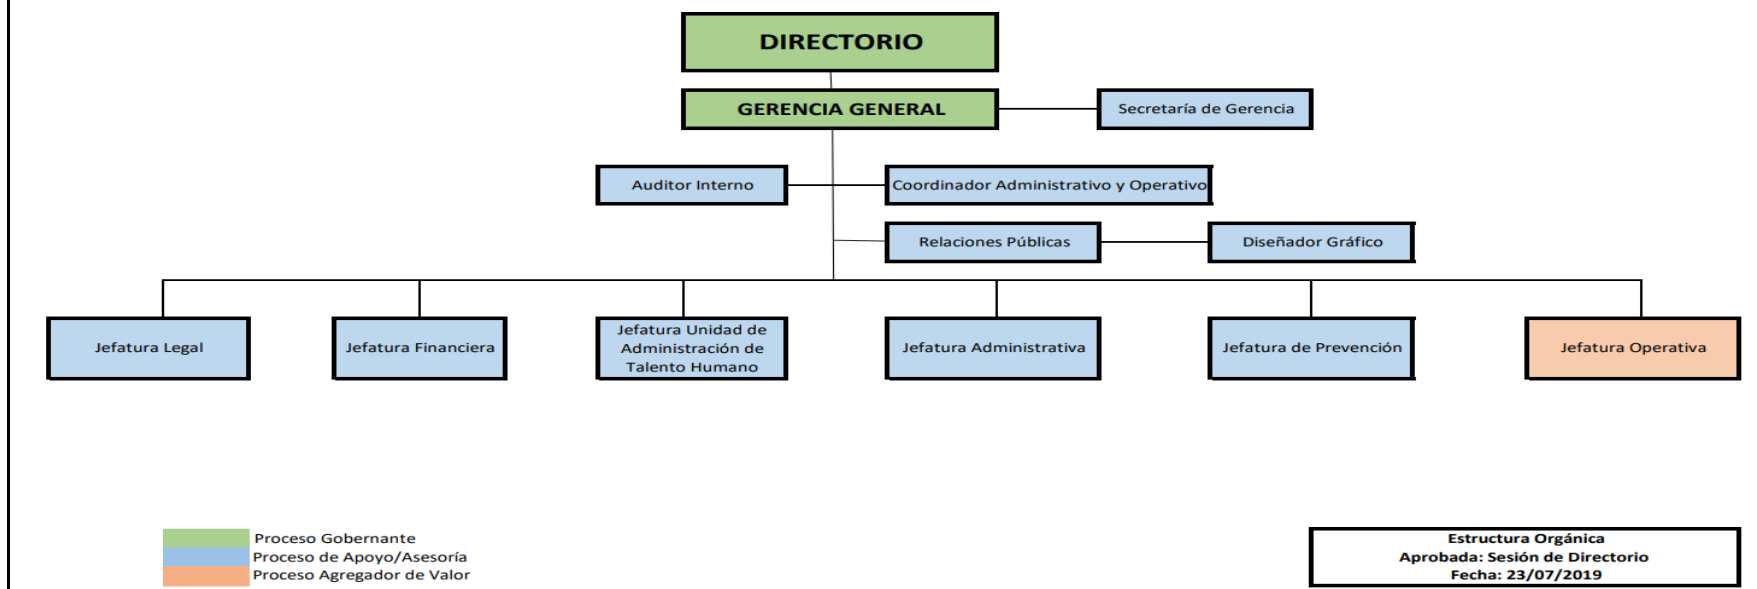 DIRECTORIO
GERENCIA GENERAL
Secretaría de Gerencia
Auditor Interno
Coordinador Administrativo y Operativo
Relaciones Públicas
Diseñador Gráfico
Jefatura Legal
Jefatura Financiera
Jefatura Unidad de
Administración de
Talento Humano
Jefatura Administrativa
Jefatura de Prevención
Jefatura Operativa
Proceso Gobernante
Proceso de Apoyo/Asesoría
Proceso Agregador de Valor
Estructura Orgánica
Aprobada: Sesión de Directorio
Fecha: 23/07/2019